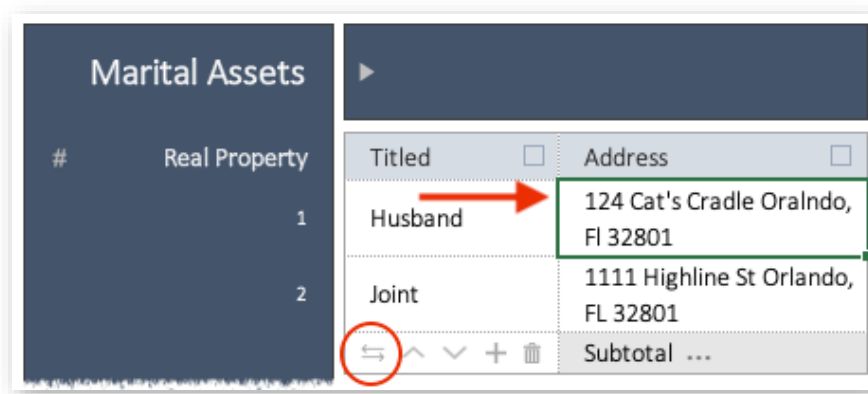 Marital Assets
# Real Property
Titled Address
1 Husband 124 Cat's Cradle Oralndo,
Fl 32801
2 Joint 1111 Highline St Orlando,
FL 32801
Subtotal ...